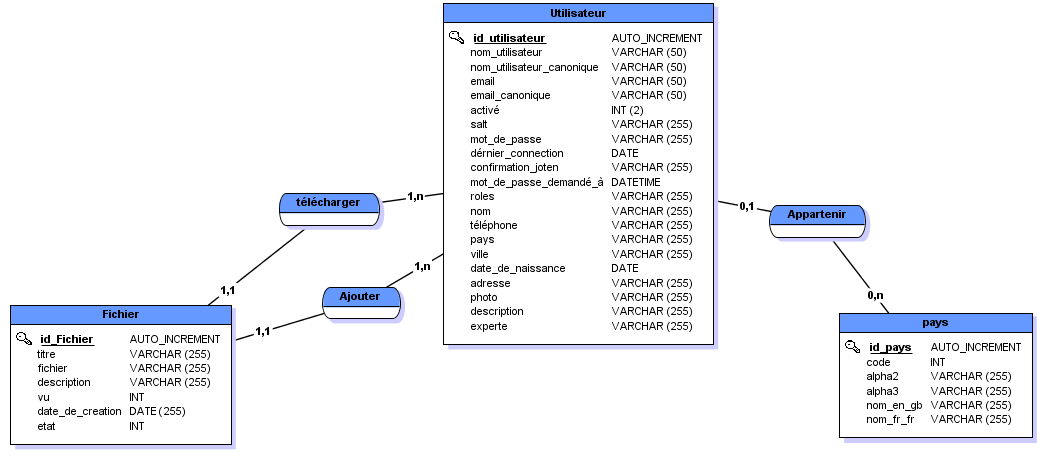 Utilisateur
id_utilisateur AUTO_INCREMENT
nom_utilisateur VARCHAR (50)
nom_utilisateur_canonique VARCHAR (50)
email VARCHAR (50)
email_canonique VARCHAR (50)
activé INT (2)
salt VARCHAR (255)
mot_de_passe VARCHAR (255)
dérnier_connection DATE
confirmation_joten VARCHAR (255)
mot_de_passe_demandé_à DATETIME
roles VARCHAR (255)
nom VARCHAR (255)
téléphone VARCHAR (255)
pays VARCHAR (255)
ville VARCHAR (255)
date_de_naissance DATE
adresse VARCHAR (255)
photo VARCHAR (255)
description VARCHAR (255)
experte VARCHAR (255)
télécharger
1,n
1,1
Ajouter
1,n
1,1
0,1
Appartenir
0,n
Fichier
id_Fichier AUTO_INCREMENT
titre VARCHAR (255)
fichier VARCHAR (255)
description VARCHAR (255)
vu INT
date_de_creation DATE (255)
etat INT
pays
id_pays AUTO_INCREMENT
code INT
alpha2 VARCHAR (255)
alpha3 VARCHAR (255)
nom_en_gb VARCHAR (255)
nom_fr_fr VARCHAR (255)